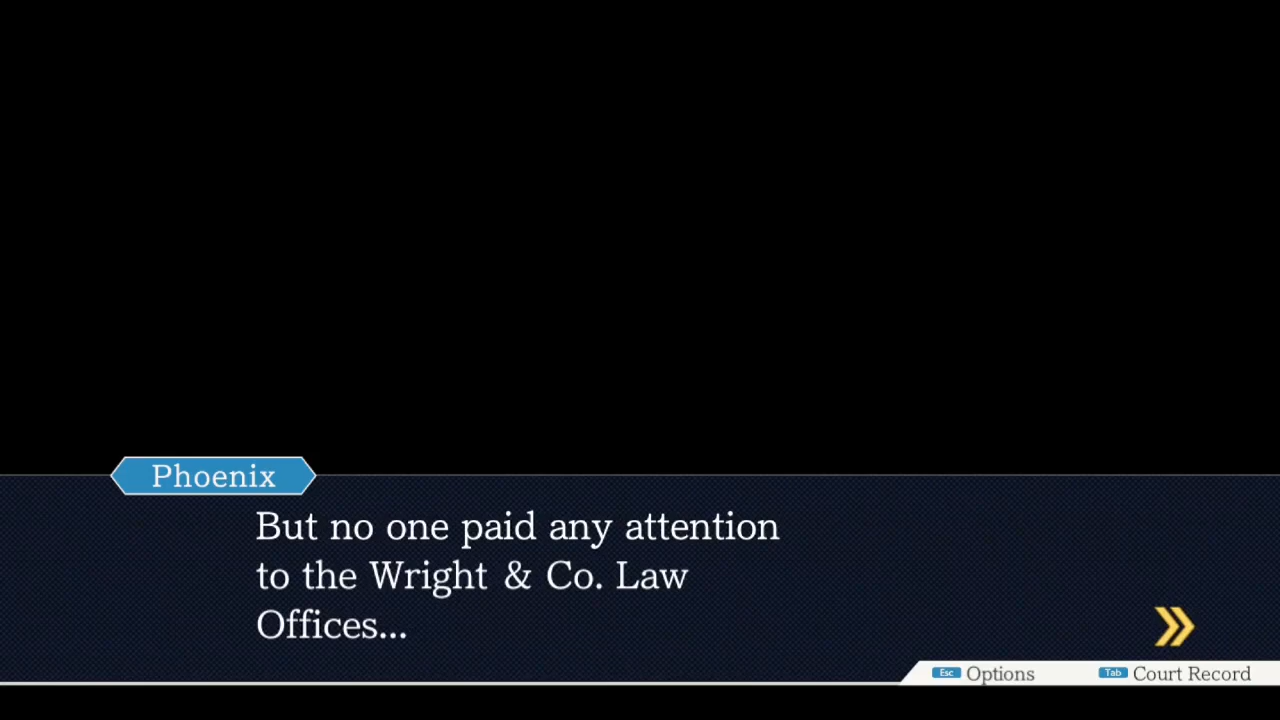 Phoenix
But no one paid any attention
to the Wright & Co. Law
Offices...
Esc Options Tab Court Record